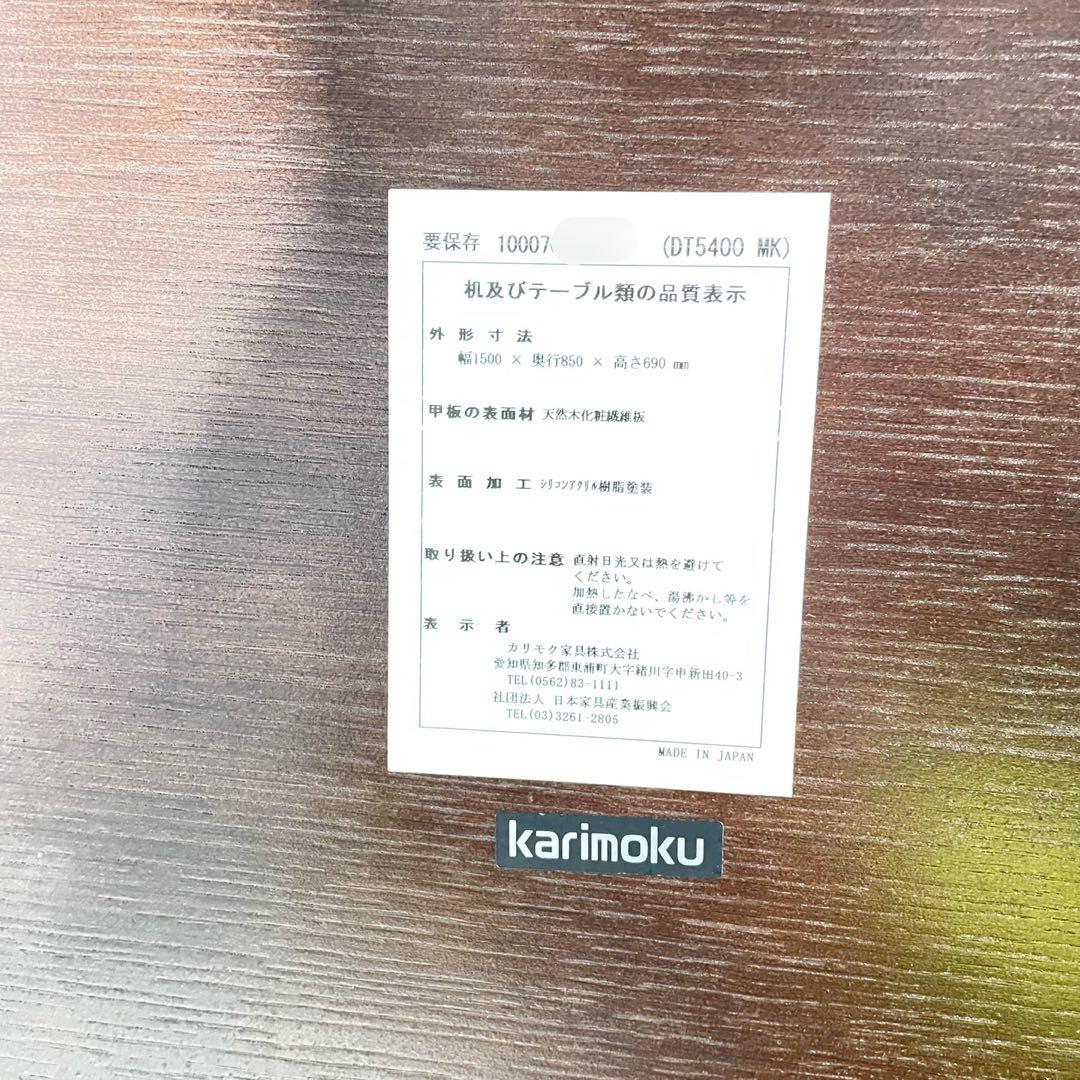 要保存 10007 (DT5400 MK)
机及びテーブル類の品質表示
外形寸法
幅1500 × 奥行850 × 高さ690 mm
甲板の表面材 天然木化粧繊維板
表面加工 シリコンアクリル樹脂塗装
取り扱い上の注意 直射日光又は熱を避けて
ください。
加熱したなべ、湯沸かし等を
直接置かないでください。
表示者
カリモク家具株式会社
愛知県知多郡東浦町大字緒川字申新田40-3
TEL(0562)83-1111
社団法人 日本家具産業振興会
TEL(03)3261-2805
MADE IN JAPAN
karimoku